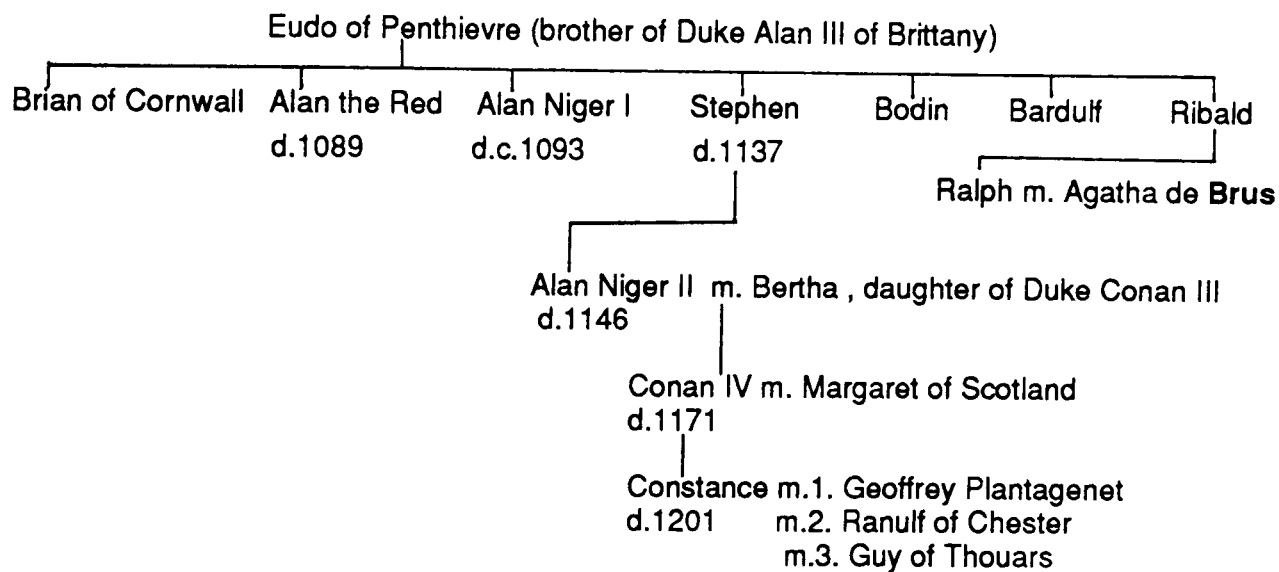 Eudo of Penthievre (brother of Duke Alan III of Brittany)
Brian of Cornwall Alan the Red Alan Niger I Stephen Bodin Bardulf Ribald
d.1089 d.c.1093 d.1137
Ralph m. Agatha de Brus
Alan Niger II m. Bertha , daughter of Duke Conan III
d.1146
Conan IV m. Margaret of Scotland
d.1171
Constance m.1. Geoffrey Plantagenet
d.1201 m.2. Ranulf of Chester
m.3. Guy of Thouars